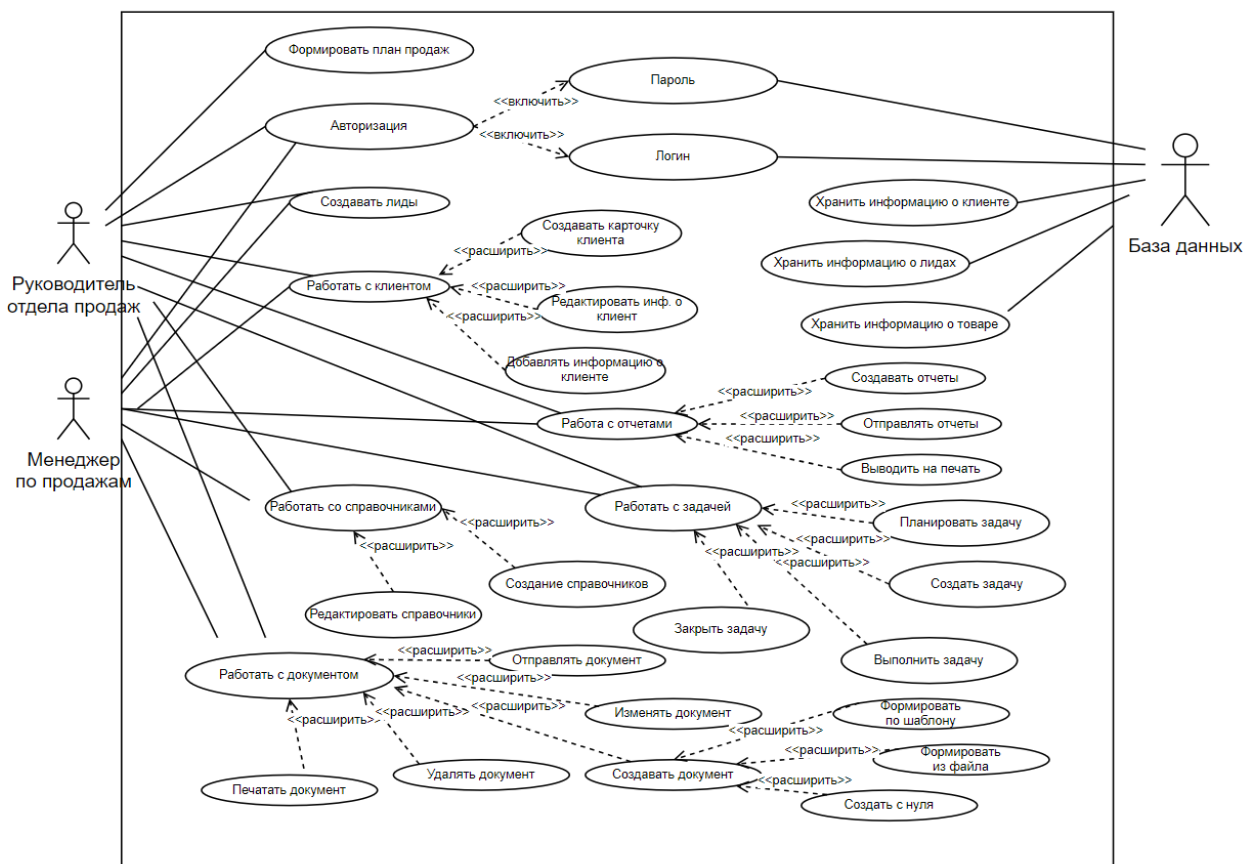 Формировать план продаж
Пароль
<<включить>>
Авторизация
<<включить>>
Логин
Создавать лиды
Хранить информацию о клиенте
Создавать карточку
клиента
<<расширить>>
База данных
Хранить информацию о лидах
Руководитель
отдела продаж
Работать с клиентом
<<расширить>>
Редактировать инф. о
клиент
<<расширить>>
Хранить информацию о товаре
Добавлять информацию о
клиенте
Создавать отчеты
<<расширить>>
Работа с отчетами
<<расширить>>
Отправлять отчеты
<<расширить>>
Выводить на печать
Менеджер
по продажам
Работать со справочниками
Работать с задачей
<<расширить>>
Планировать задачу
<<расширить>>
<<расширить>>
<<расширить>>
<<расширить>>
<<расширить>>
Создание справочников
Создать задачу
Редактировать справочники
Закрыть задачу
<<расширить>>
Отправлять документ
Выполнить задачу
Работать с документом
<<расширить>>
Изменять документ
Формировать
по шаблону
<<расширить>>
<<расширить>>
<<расширить>>
<<расширить>>
Формировать
из файла
<<расширить>>
Удалять документ
Создавать документ
<<расширить>>
Печатать документ
Создать с нуля